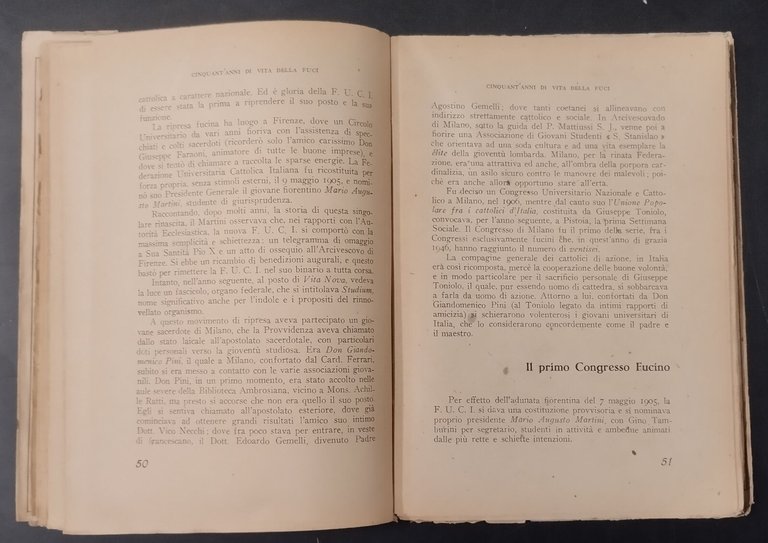 CINQUANT'ANNI DI VITA DELLA FUCI
cattolica a carattere nazionale. Ed è gloria della F. U. C. I.
di essere stata la prima a riprendere il suo posto e la sua
funzione.
La ripresa fucina ha luogo a Firenze, dove un Circolo
Universitario da vari anni fioriva con l'assistenza di spec-
chiati e colti sacerdoti (ricorderò solo l'amico carissimo Don
Giuseppe Faraoni, animatore di tutte le buone imprese), e
dove si tentò di chiamare a raccolta le sparse energie. La Fe-
derazione Universitaria Cattolica Italiana fu ricostituita per
forza propria, senza stimoli esterni, il 9 maggio 1905, e nomi-
nò suo Presidente Generale il giovane fiorentino Mario Augu-
sto Martini, studente di giurisprudenza.
Raccontando, dopo molti anni, la storia di questa singo-
lare rinascita, il Martini osservava che, nei rapporti con l'Au-
torità Ecclesiastica, la nuova F. U. C. I. si comportò con la
massima semplicità e schiettezza: un telegramma di omaggio
a Sua Santità Pio X e un atto di ossequio all'Arcivescovo di
Firenze. Si ebbe un ricambio di benedizioni augurali, e questo
bastò per rimettere la F. U. C. I. nel suo binario a tutta corsa.
Intanto, nell'anno seguente, al posto di Vita Nova, vedeva
la luce un fascicolo, organo federale, che si intitolava Studium,
nome significativo anche per l'indole e i propositi del rinno-
vellato organismo.
A questo movimento di ripresa aveva partecipato un gio-
vane sacerdote di Milano, che la Provvidenza aveva chiamato
dallo stato laicale all'apostolato sacerdotale, con particolari
doti personali verso la gioventù studiosa. Era Don Giando-
menico Pini, il quale a Milano, confortato dal Card. Ferrari,
subito si era messo a contatto con le varie associazioni giova-
nili. Don Pini, in un primo momento, era stato accolto nelle
aule severe della Biblioteca Ambrosiana, vicino a Mons. Achil-
le Ratti, ma presto si accorse che non era quello il suo posto
Egli si sentiva chiamato all'apostolato esteriore, dove già
cominciava ad ottenere grandi risultati l'amico suo intimo
Dott. Vico Necchi; dove fra poco stava per entrare, in veste
di francescano, il Dott. Edoardo Gemelli, divenuto Padre
50
CINQUANT'ANNI DI VITA DELLA FUCI
Agostino Gemelli; dove tanti coetanei si allineavano con
indirizzo strettamente cattolico e sociale. In Arcivescovado
di Milano, sotto la guida del P. Mattiussi S. J., venne poi a
fiorire una Associazione di Giovani Studenti « S. Stanislao »
che orientava ad una soda cultura e ad una vita esemplare la
élite della gioventù lombarda. Milano, per la rinata Federa-
zione, era una attrattiva ed anche, all'ombra della porpora car-
dinalizia, un asilo sicuro contro le manovre dei malevoli; poi-
chè era anche allora opportuno stare all'erta.
Fu deciso un Congresso Universitario Nazionale e Catto-
lico a Milano, nel 1906, mentre dal canto suo l'Unione Popo-
lare fra i cattolici d'Italia, costituita da Giuseppe Toniolo,
convocava, per l'anno seguente, a Pistoia, la prima Settimana
Sociale. Il Congresso di Milano fu il primo della serie, fra i
Congressi esclusivamente fucini che, in quest'anno di grazia
1946, hanno raggiunto il numero di ventisei.
La compagine generale dei cattolici di azione, in Italia
era così ricomposta, mercè la cooperazione delle buone volontà,
e in modo particolare per il sacrificio personale di Giuseppe
Toniolo, il quale, pur essendo uomo di cattedra, si sobbarcava
a farla da uomo di azione. Attorno a lui, confortati da Don
Giandomenico Pini (al Toniolo legato da intimi rapporti di
amicizia) si schierarono volenterosi i giovani universitari di
Italia, che lo considerarono concordemente come il padre e
il maestro.
Il primo Congresso Fucino
Per effetto dell'adunata fiorentina del 7 maggio 1905, la
F. U. C. I. si dava una costituzione provvisoria e si nominava
proprio presidente Mario Augusto Martini, con Gino Tam-
burini per segretario, studenti in attività e ambedue animati
dalle più rette e schiette intenzioni.
51